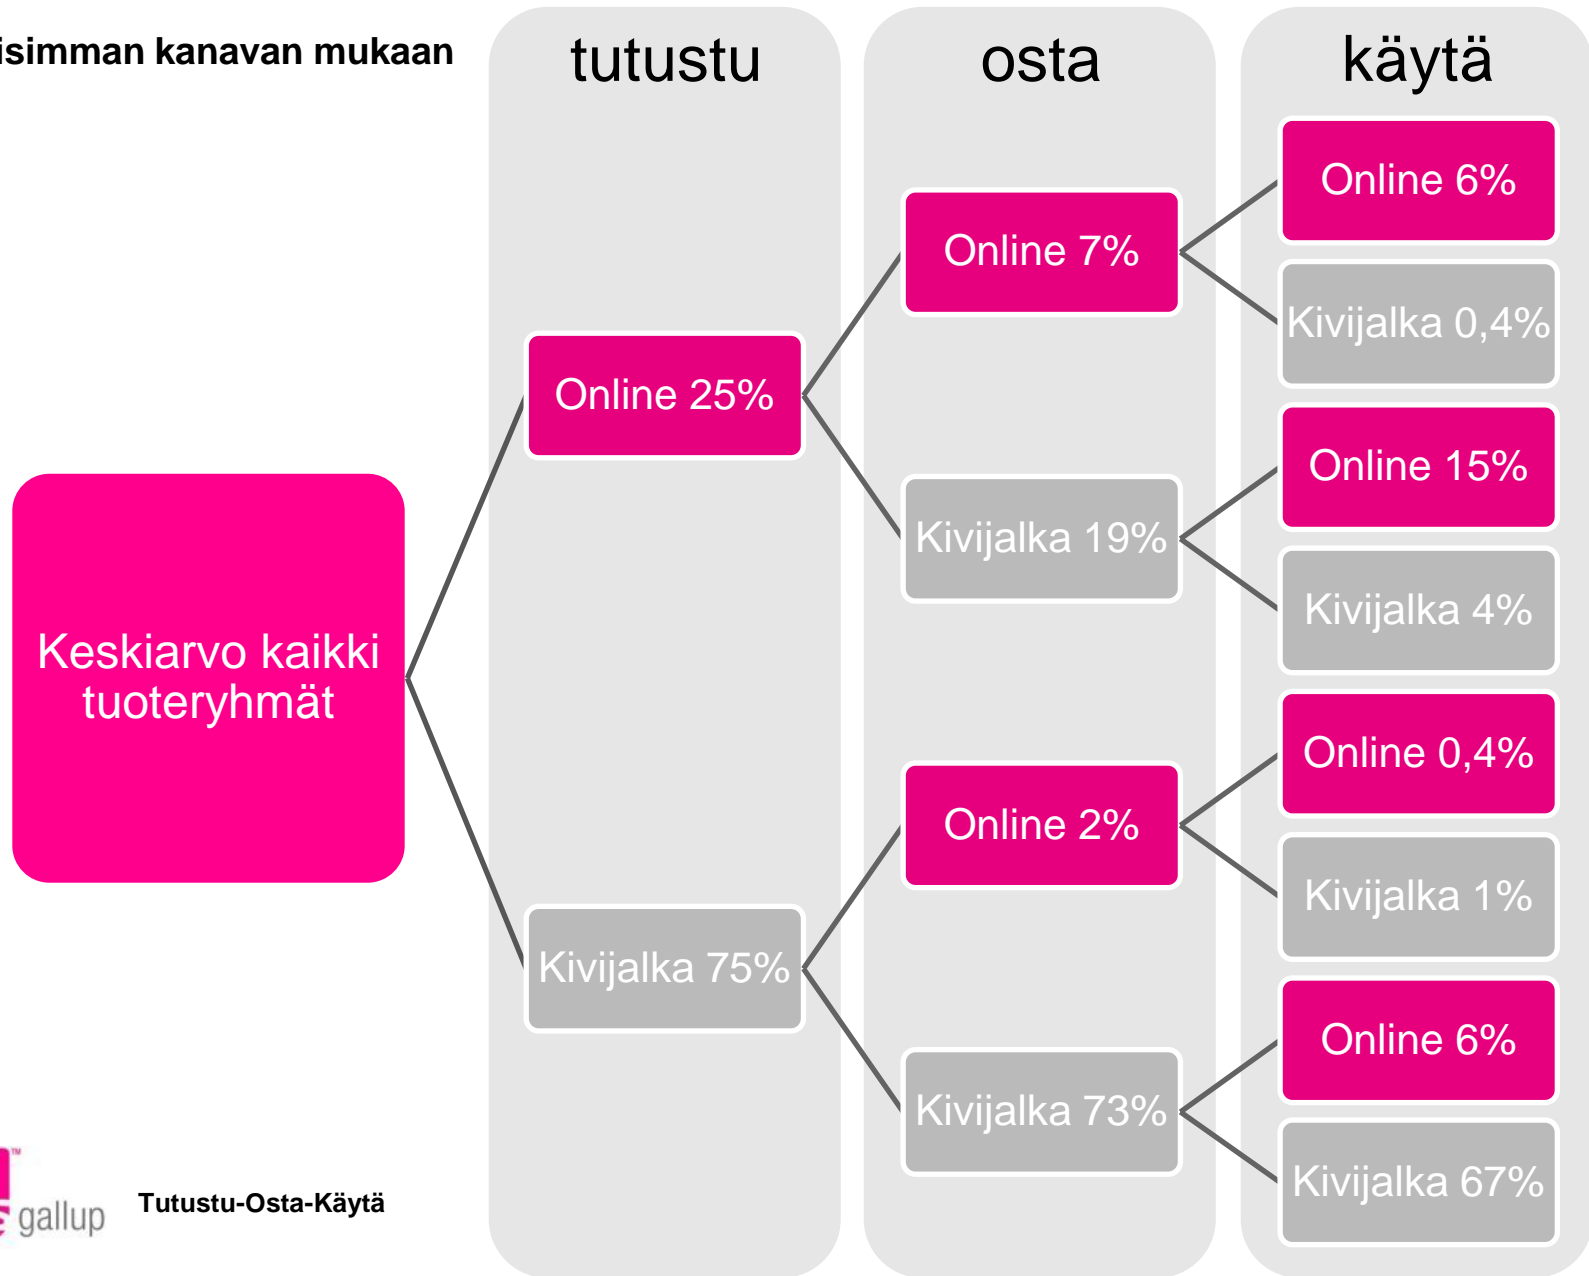 mukaan kanavan
tutustu
osta
käytä
Online 6%
Online 7%
Kivijalka 0,4%
Online 25%
Online 15%
Kivijalka 19%
Kivijalka 4%
Keskiarvo kaikki
tuoteryhmät
Online 0,4%
Online 2%
Kivijalka 1%
Kivijalka 75%
Online 6%
Kivijalka 73%
Kivijalka 67%
gallup
Tutustu-Osta-Käytä